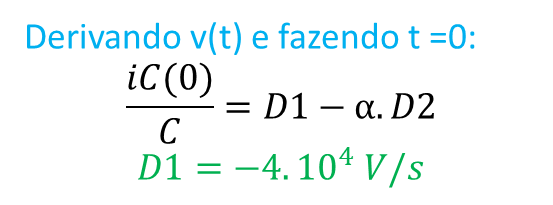 Derivando v(t) e fazendo t =0:
iC(0)
C
= D1 − α. D2
D1 = −4. 10⁴ V/s